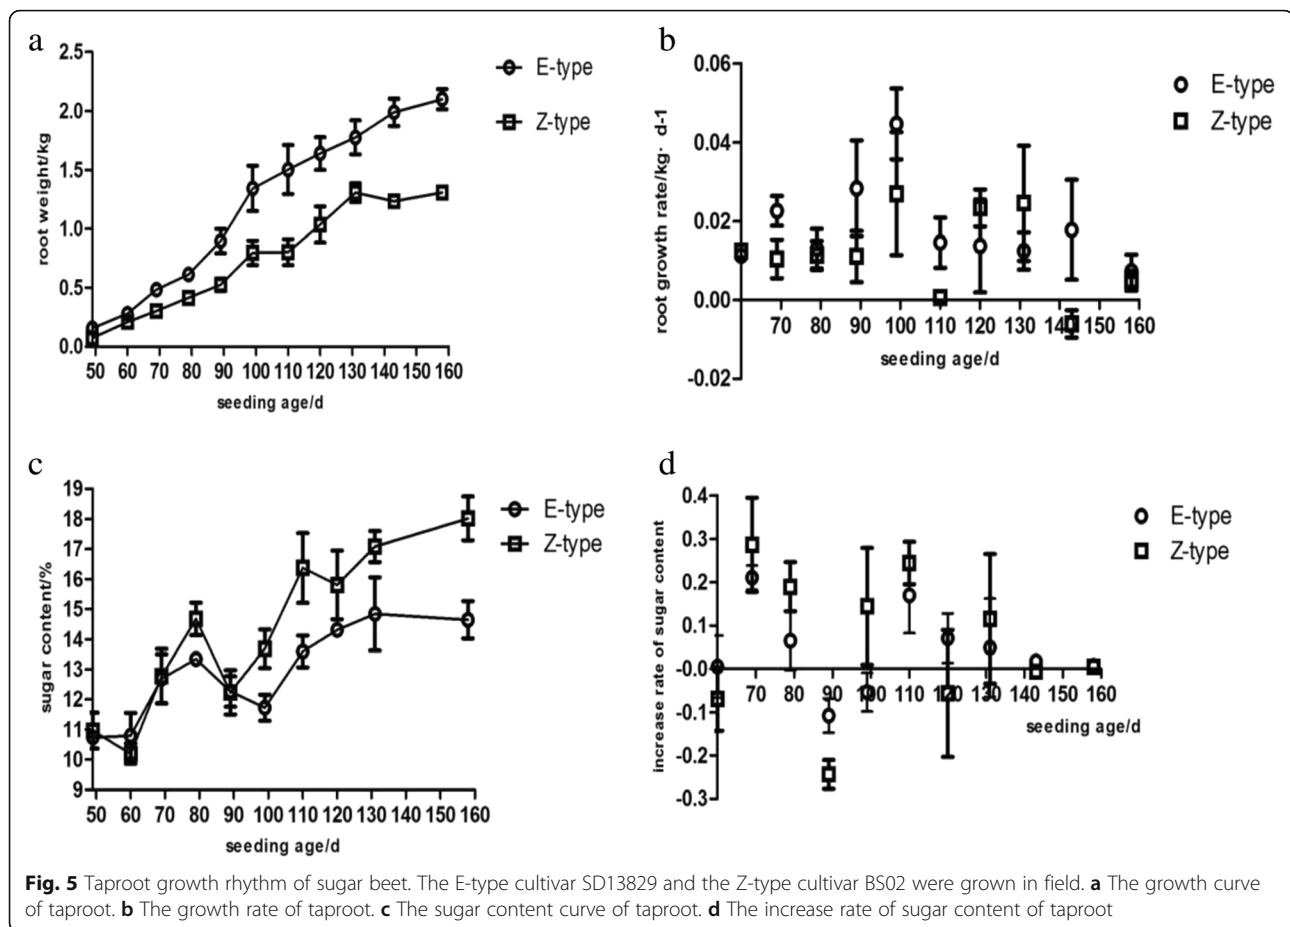 a
2.5
2.0
1.5
1.0
0.5
0.0
root weight/kg
50 60 70 80 90 100 110 120 130 140 150 160
seeding age/d
E-type
Z-type
b
0.06
0.04
0.02
0.00
-0.02
root growth rate/kg· d-1
70 80 90 100 110 120 130 140 150 160
seeding age/d
E-type
Z-type
c
19
18
17
16
15
14
13
12
11
10
9
sugar content/%
50 60 70 80 90 100 110 120 130 140 150 160
seeding age/d
E-type
Z-type
d
0.4
0.3
0.2
0.1
-0.0
-0.1
-0.2
-0.3
increase rate of sugar content
70 80 90 100 110 120 130 140 150 160
seeding age/d
E-type
Z-type
Fig. 5 Taproot growth rhythm of sugar beet. The E-type cultivar SD13829 and the Z-type cultivar BS02 were grown in field. a The growth curve
of taproot. b The growth rate of taproot. c The sugar content curve of taproot. d The increase rate of sugar content of taproot